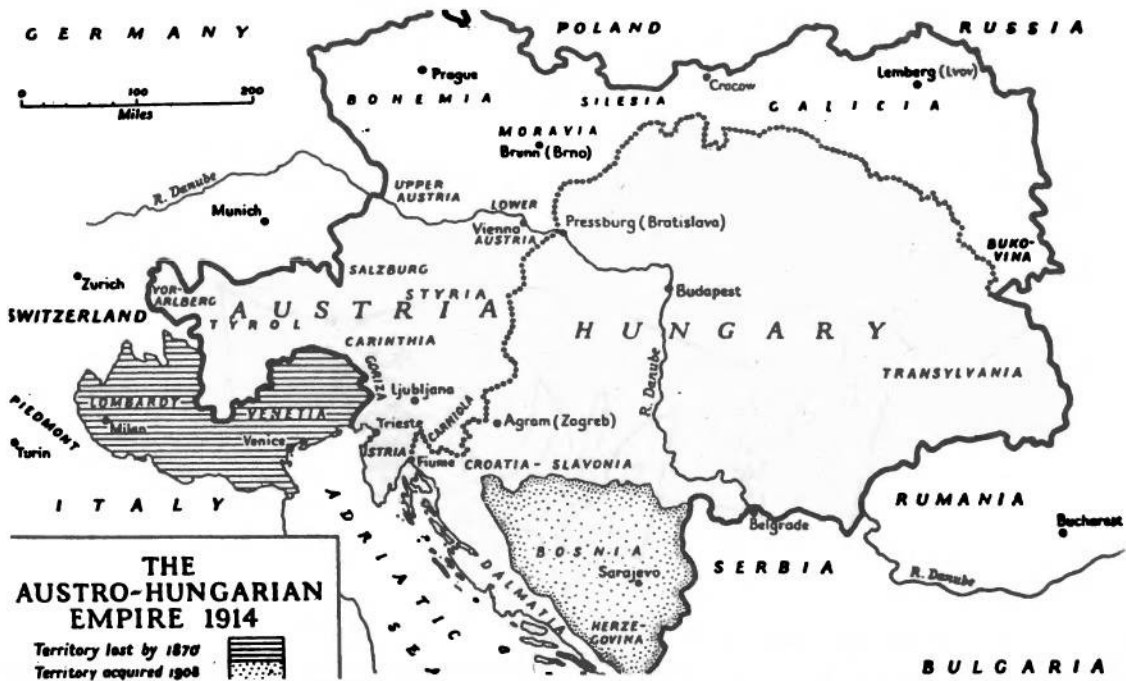 GERMANY
POLAND
RUSSIA
0 100 200
Miles
Prague
BOHEMIA
SILESIA
Cracow
Lemberg (Lvov)
GALICIA
MORAVIA
Brunn (Brno)
R. Danube
Munich
UPPER
AUSTRIA
LOWER
Vienna
AUSTRIA
Pressburg (Bratislava)
BUKO-
VINA
Zurich
VOR-
ARLBERG
SALZBURG
STYRIA
Budapest
SWITZERLAND
AUSTRIA
TYROL
HUNGARY
CARINTHIA
GORIZA
Ljubljana
R. Danube
TRANSYLVANIA
PIEDMONT
LOMBARDY
Milan
VENETIA
Venice
Trieste
CARNIOLA
Agram (Zagreb)
Turin
ISTRIA
Fiume
CROATIA-SLAVONIA
ITALY
ADRIATIC
SEA
RUMANIA
Bucharest
Belgrade
BOSNIA
Sarajevo
SERBIA
R. Danube
DALMATIA
HERZE-
GOVINA
BULGARIA
THE
AUSTRO-HUNGARIAN
EMPIRE 1914
Territory lost by 1870
Territory acquired 1908